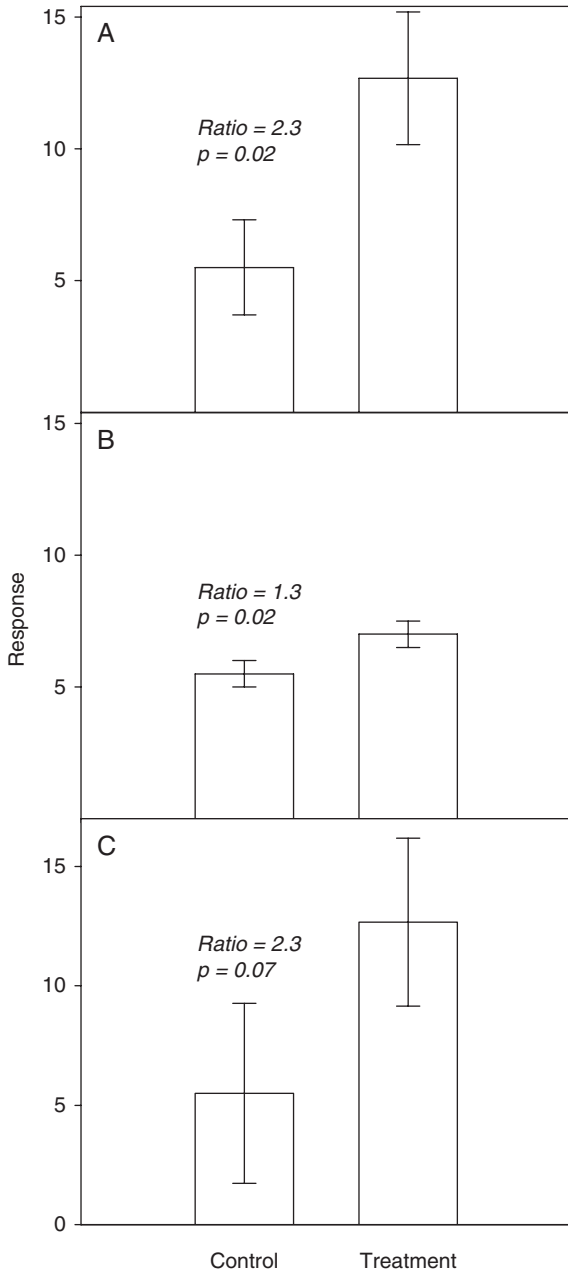 15
A
Ratio = 2.3
p = 0.02
10
5
15
B
10
Ratio = 1.3
p = 0.02
5
Response
C
15
Ratio = 2.3
p = 0.07
10
5
0
Control Treatment